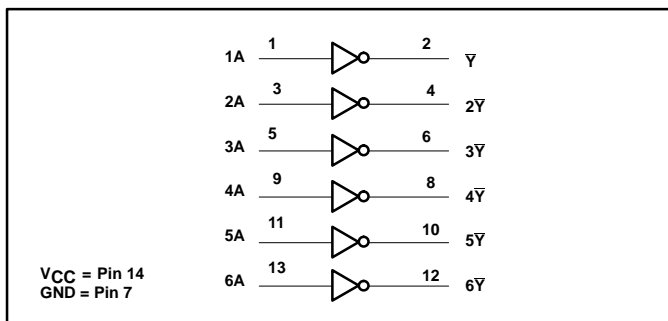 1A 1 2 Y̅
2A 3 4 2Y̅
3A 5 6 3Y̅
4A 9 8 4Y̅
5A 11 10 5Y̅
6A 13 12 6Y̅
VCC = Pin 14
GND = Pin 7